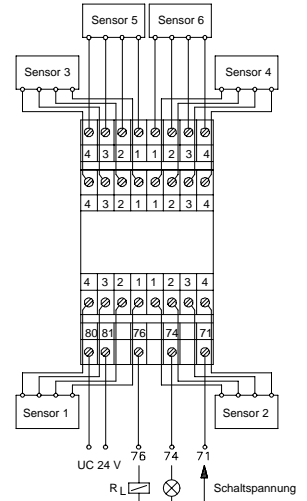 Sensor 5 Sensor 6
Sensor 3 Sensor 4
4 3 2 1 1 2 3 4
4 3 2 1 1 2 3 4
4 3 2 1 1 2 3 4
80 81 76 74 71
Sensor 1 Sensor 2
UC 24 V 76 74 71
RL Schaltspannung